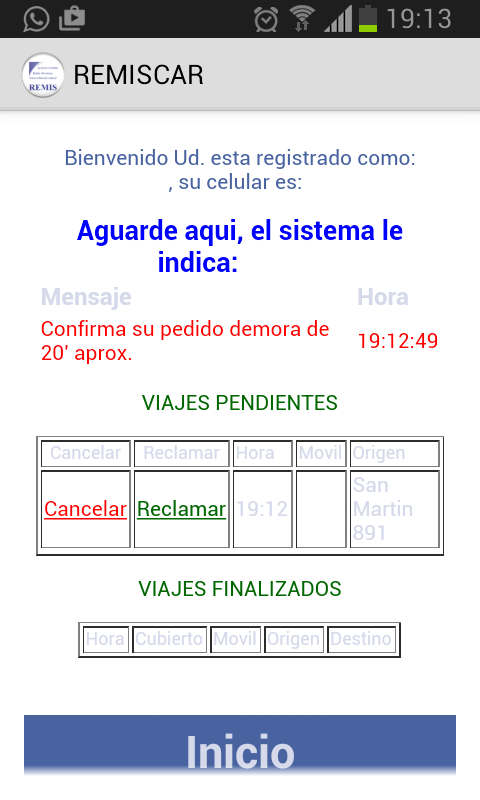 19:13
REMIS
REMISCAR
Bienvenido Ud. esta registrado como:
, su celular es:
Aguarde aqui, el sistema le
indica:
Mensaje Hora
Confirma su pedido demora de
20' aprox.
19:12:49
VIAJES PENDIENTES
Cancelar Reclamar Hora Movil Origen
Cancelar Reclamar 19:12 San
Martin
891
VIAJES FINALIZADOS
Hora Cubierto Movil Origen Destino
Inicio